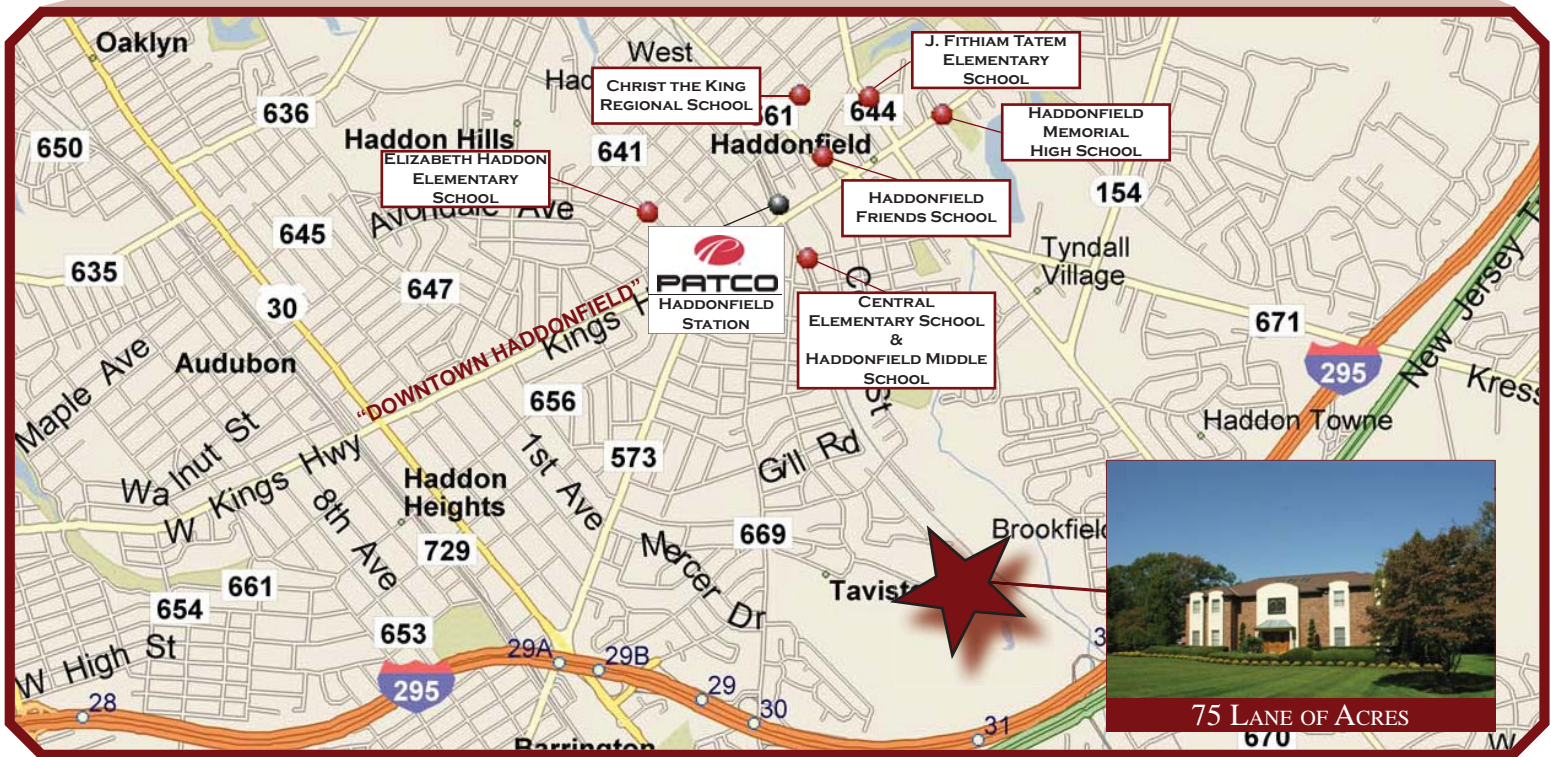 Oaklyn
West
Had
J. FITHIAM TATEM
ELEMENTARY
SCHOOL
CHRIST THE KING
REGIONAL SCHOOL
636
661
644
HADDONFIELD
MEMORIAL
HIGH SCHOOL
650
Haddon Hills
641
Haddonfield
ELIZABETH HADDON
ELEMENTARY
SCHOOL
154
Avondale Ave
HADDONFIELD
FRIENDS SCHOOL
645
Tyndall
Village
635
647
PATCO
HADDONFIELD
STATION
30
CENTRAL
ELEMENTARY SCHOOL
&
HADDONFIELD MIDDLE
SCHOOL
St
671
New Jersey
295
Kress
"DOWNTOWN HADDONFIELD"
Kings
Maple Ave
Audubon
656
Haddon Towne
Walnut St
W Kings Hwy
1st Ave
573
Gill Rd
Haddon
Heights
8th Ave
729
Mercer Dr
669
Brookfield
Tavist
661
654
653
W High St
295
28
29A
29B
29
30
31
3
75 LANE OF ACRES
Barrington
670
W